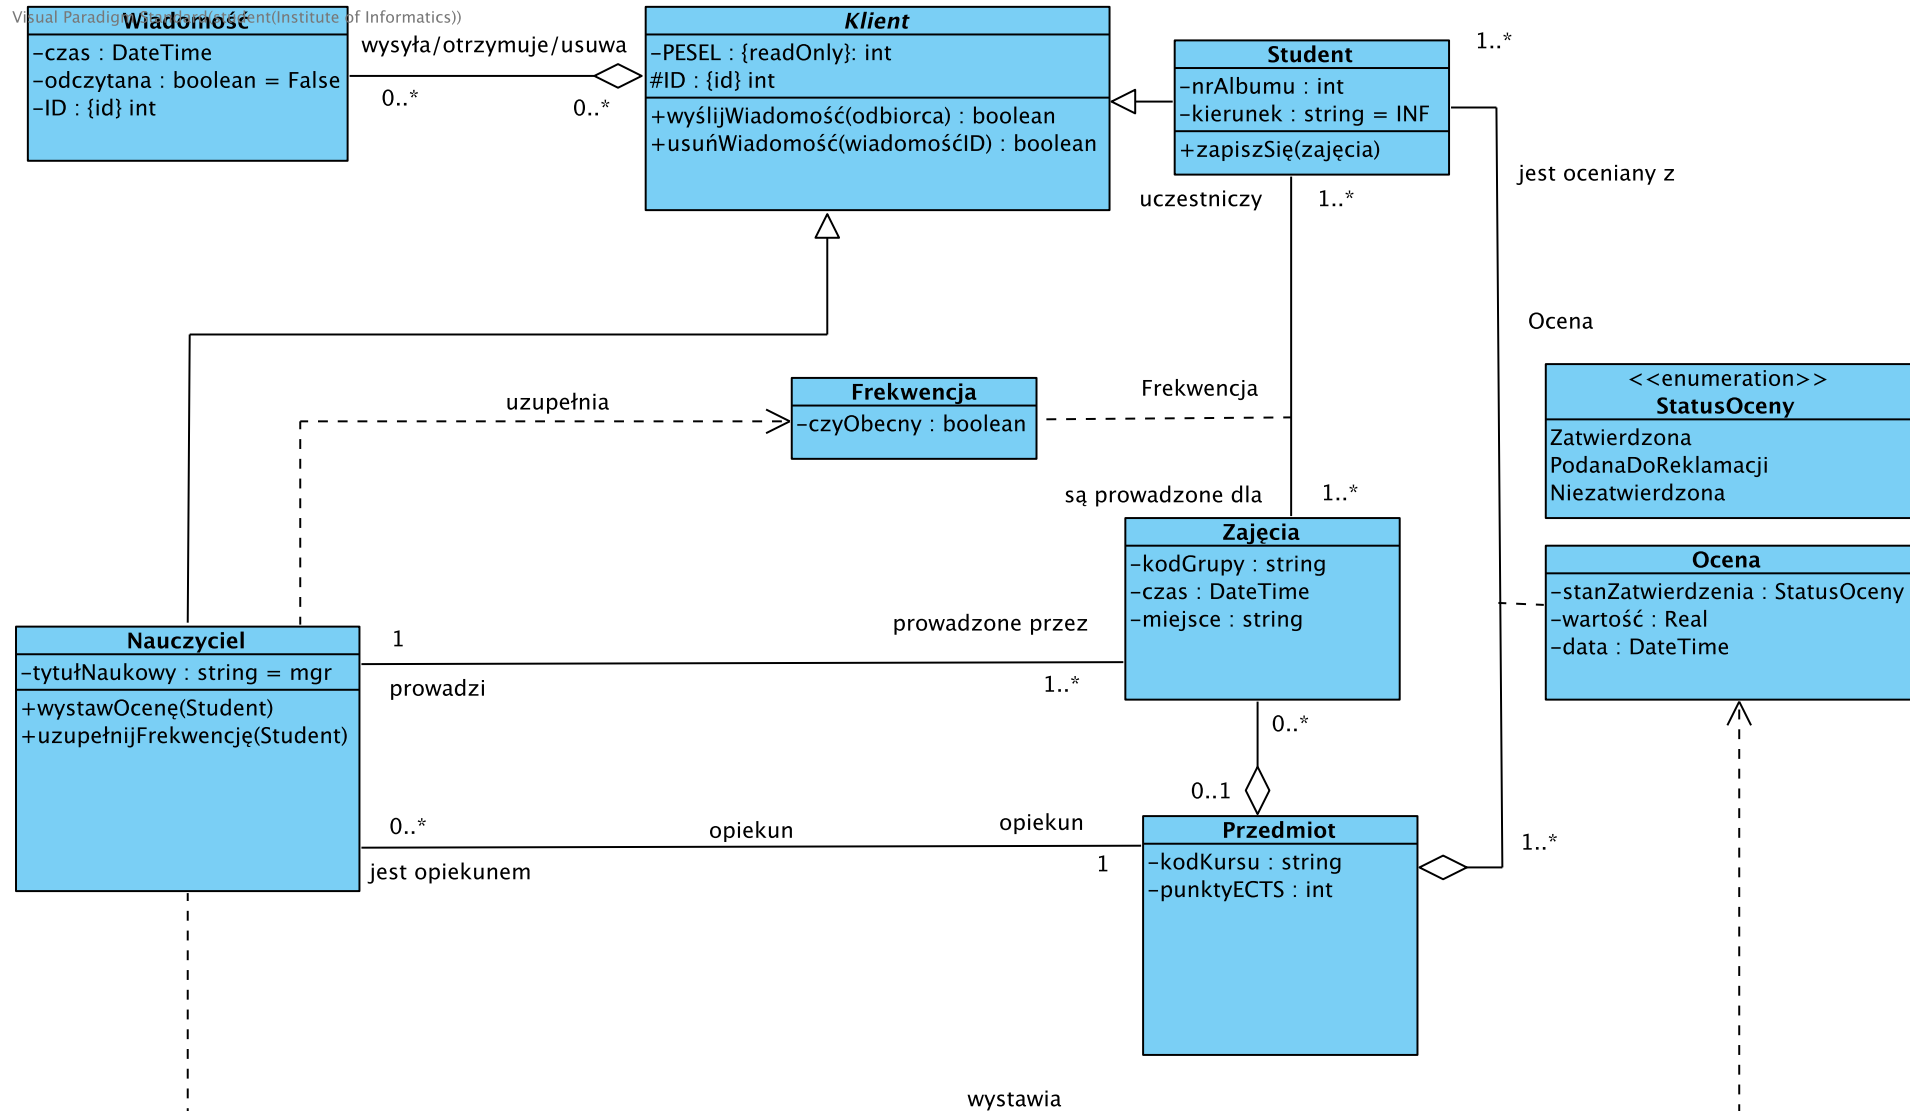 Visual Paradigm Standard(student(Institute of Informatics))
Wiadomość
-czas : DateTime
-odczytana : boolean = False
-ID : {id} int
wysyła/otrzymuje/usuwa
0..*
0..*
Klient
-PESEL : {readOnly}: int
#ID : {id} int
+wyślijWiadomość(odbiorca) : boolean
+usuńWiadomość(wiadomośćID) : boolean
Student
-nrAlbumu : int
-kierunek : string = INF
+zapiszSię(zajęcia)
1..*
jest oceniany z
uczestniczy
1..*
Ocena
uzupełnia
Frekwencja
-czyObecny : boolean
Frekwencja
<<enumeration>>
StatusOceny
Zatwierdzona
PodanaDoReklamacji
Niezatwierdzona
są prowadzone dla
1..*
Zajęcia
-kodGrupy : string
-czas : DateTime
-miejsce : string
Ocena
-stanZatwierdzenia : StatusOceny
-wartość : Real
-data : DateTime
Nauczyciel
-tytułNaukowy : string = mgr
+wystawOcenę(Student)
+uzupełnijFrekwencję(Student)
1
prowadzone przez
prowadzi
1..*
0..*
0..1
0..*
opiekun
opiekun
jest opiekunem
1
Przedmiot
-kodKursu : string
-punktyECTS : int
1..*
wystawia